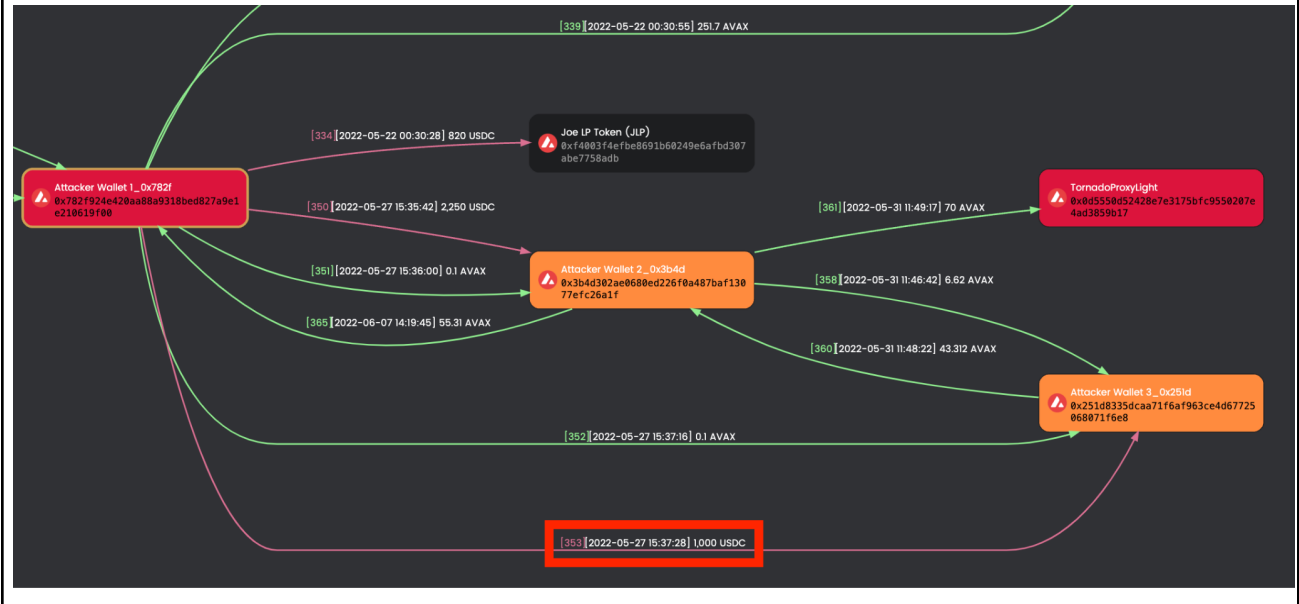 [339][2022-05-22 00:30:55] 251.7 AVAX
[334][2022-05-22 00:30:28] 820 USDC
Joe LP Token (JLP)
0xf4003f4efbe8691b60249e6afbd307
abe7758adb
Attacker Wallet 1_0x782f
0x782f924e420aa88a9318bed827a9e1
e210619f00
TornadoProxyLight
0x0d5550d52428e7e3175bfc9550207e
4ad3859b17
[350][2022-05-27 15:35:42] 2,250 USDC
[361][2022-05-31 11:49:17] 70 AVAX
[351][2022-05-27 15:36:00] 0.1 AVAX
Attacker Wallet 2_0x3b4d
0x3b4d302ae0680ed226f0a487baf130
77efc26a1f
[358][2022-05-31 11:46:42] 6.62 AVAX
[365][2022-06-07 14:19:45] 55.31 AVAX
[360][2022-05-31 11:48:22] 43.312 AVAX
Attacker Wallet 3_0x251d
0x251d8335dcaa71f6af963ce4d67725
068071f6e8
[352][2022-05-27 15:37:16] 0.1 AVAX
[353][2022-05-27 15:37:28] 1,000 USDC